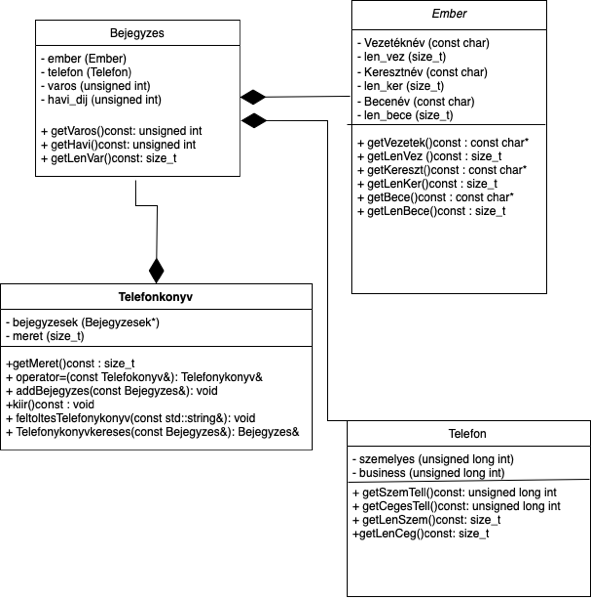 Bejegyzes
- ember (Ember)
- telefon (Telefon)
- varos (unsigned int)
- havi_dij (unsigned int)
+ getVaros()const: unsigned int
+ getHavi()const: unsigned int
+ getLenVar()const: size_t
Ember
- Vezetéknév (const char)
- len_vez (size_t)
- Keresztnév (const char)
- len_ker (size_t)
- Becenév (const char)
- len_bece (size_t)
+ getVezetek()const : const char*
+ getLenVez ()const : size_t
+ getKereszt()const : const char*
+ getLenKer()const : size_t
+ getBece()const : const char*
+ getLenBece()const : size_t
Telefonkonyv
- bejegyzesek (Bejegyzesek*)
- meret (size_t)
+getMeret()const : size_t
+ operator=(const Telefokonyv&): Telefonykonyv&
+ addBejegyzes(const Bejegyzes&): void
+kiir()const : void
+ feltoltesTelefonykonyv(const std::string&): void
+ Telefonykonyvkereses(const Bejegyzes&): Bejegyzes&
Telefon
- szemelyes (unsigned long int)
- business (unsigned long int)
+ getSzemTell()const: unsigned long int
+ getCegesTell()const: unsigned long int
+ getLenSzem()const: size_t
+getLenCeg()const: size_t